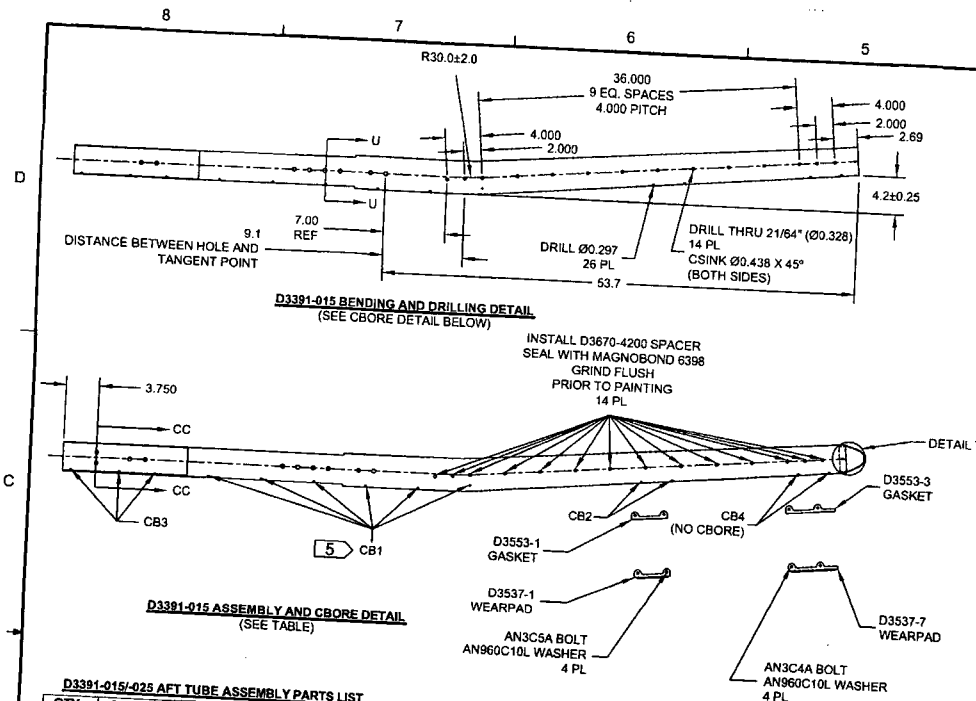 8 7 6 5
R30.0±2.0
36.000
9 EQ. SPACES
4.000 PITCH
4.000
2.000
2.69
4.000
2.000
U
U
D
4.2±0.25
7.00
REF
9.1
DISTANCE BETWEEN HOLE AND
TANGENT POINT
DRILL Ø0.297
26 PL
DRILL THRU 21/64" (Ø0.328)
14 PL
CSINK Ø0.438 X 45°
(BOTH SIDES)
53.7
D3391-015 BENDING AND DRILLING DETAIL
(SEE CBORE DETAIL BELOW)
INSTALL D3670-4200 SPACER
SEAL WITH MAGNOBOND 6398
GRIND FLUSH
PRIOR TO PAINTING
14 PL
3.750
CC
CC
C
DETAIL
CB3
5 CB1
CB2
CB4
(NO CBORE)
D3553-3
GASKET
D3553-1
GASKET
D3537-1
WEARPAD
D3537-7
WEARPAD
D3391-015 ASSEMBLY AND CBORE DETAIL
(SEE TABLE)
AN3C5A BOLT
AN960C10L WASHER
4 PL
AN3C4A BOLT
AN960C10L WASHER
4 PL
D3391-015/-025 AFT TUBE ASSEMBLY PARTS LIST